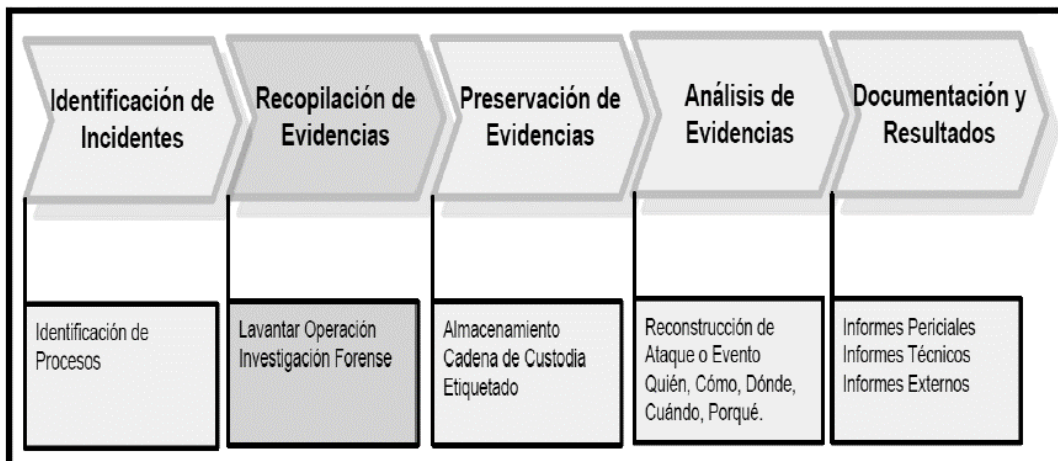 Identificación de
Incidentes
Recopilación de
Evidencias
Preservación de
Evidencias
Análisis de
Evidencias
Documentación y
Resultados
Identificación de
Procesos
Lavantar Operación
Investigación Forense
Almacenamiento
Cadena de Custodia
Etiquetado
Reconstrucción de
Ataque o Evento
Quién, Cómo, Dónde,
Cuándo, Porqué.
Informes Periciales
Informes Técnicos
Informes Externos